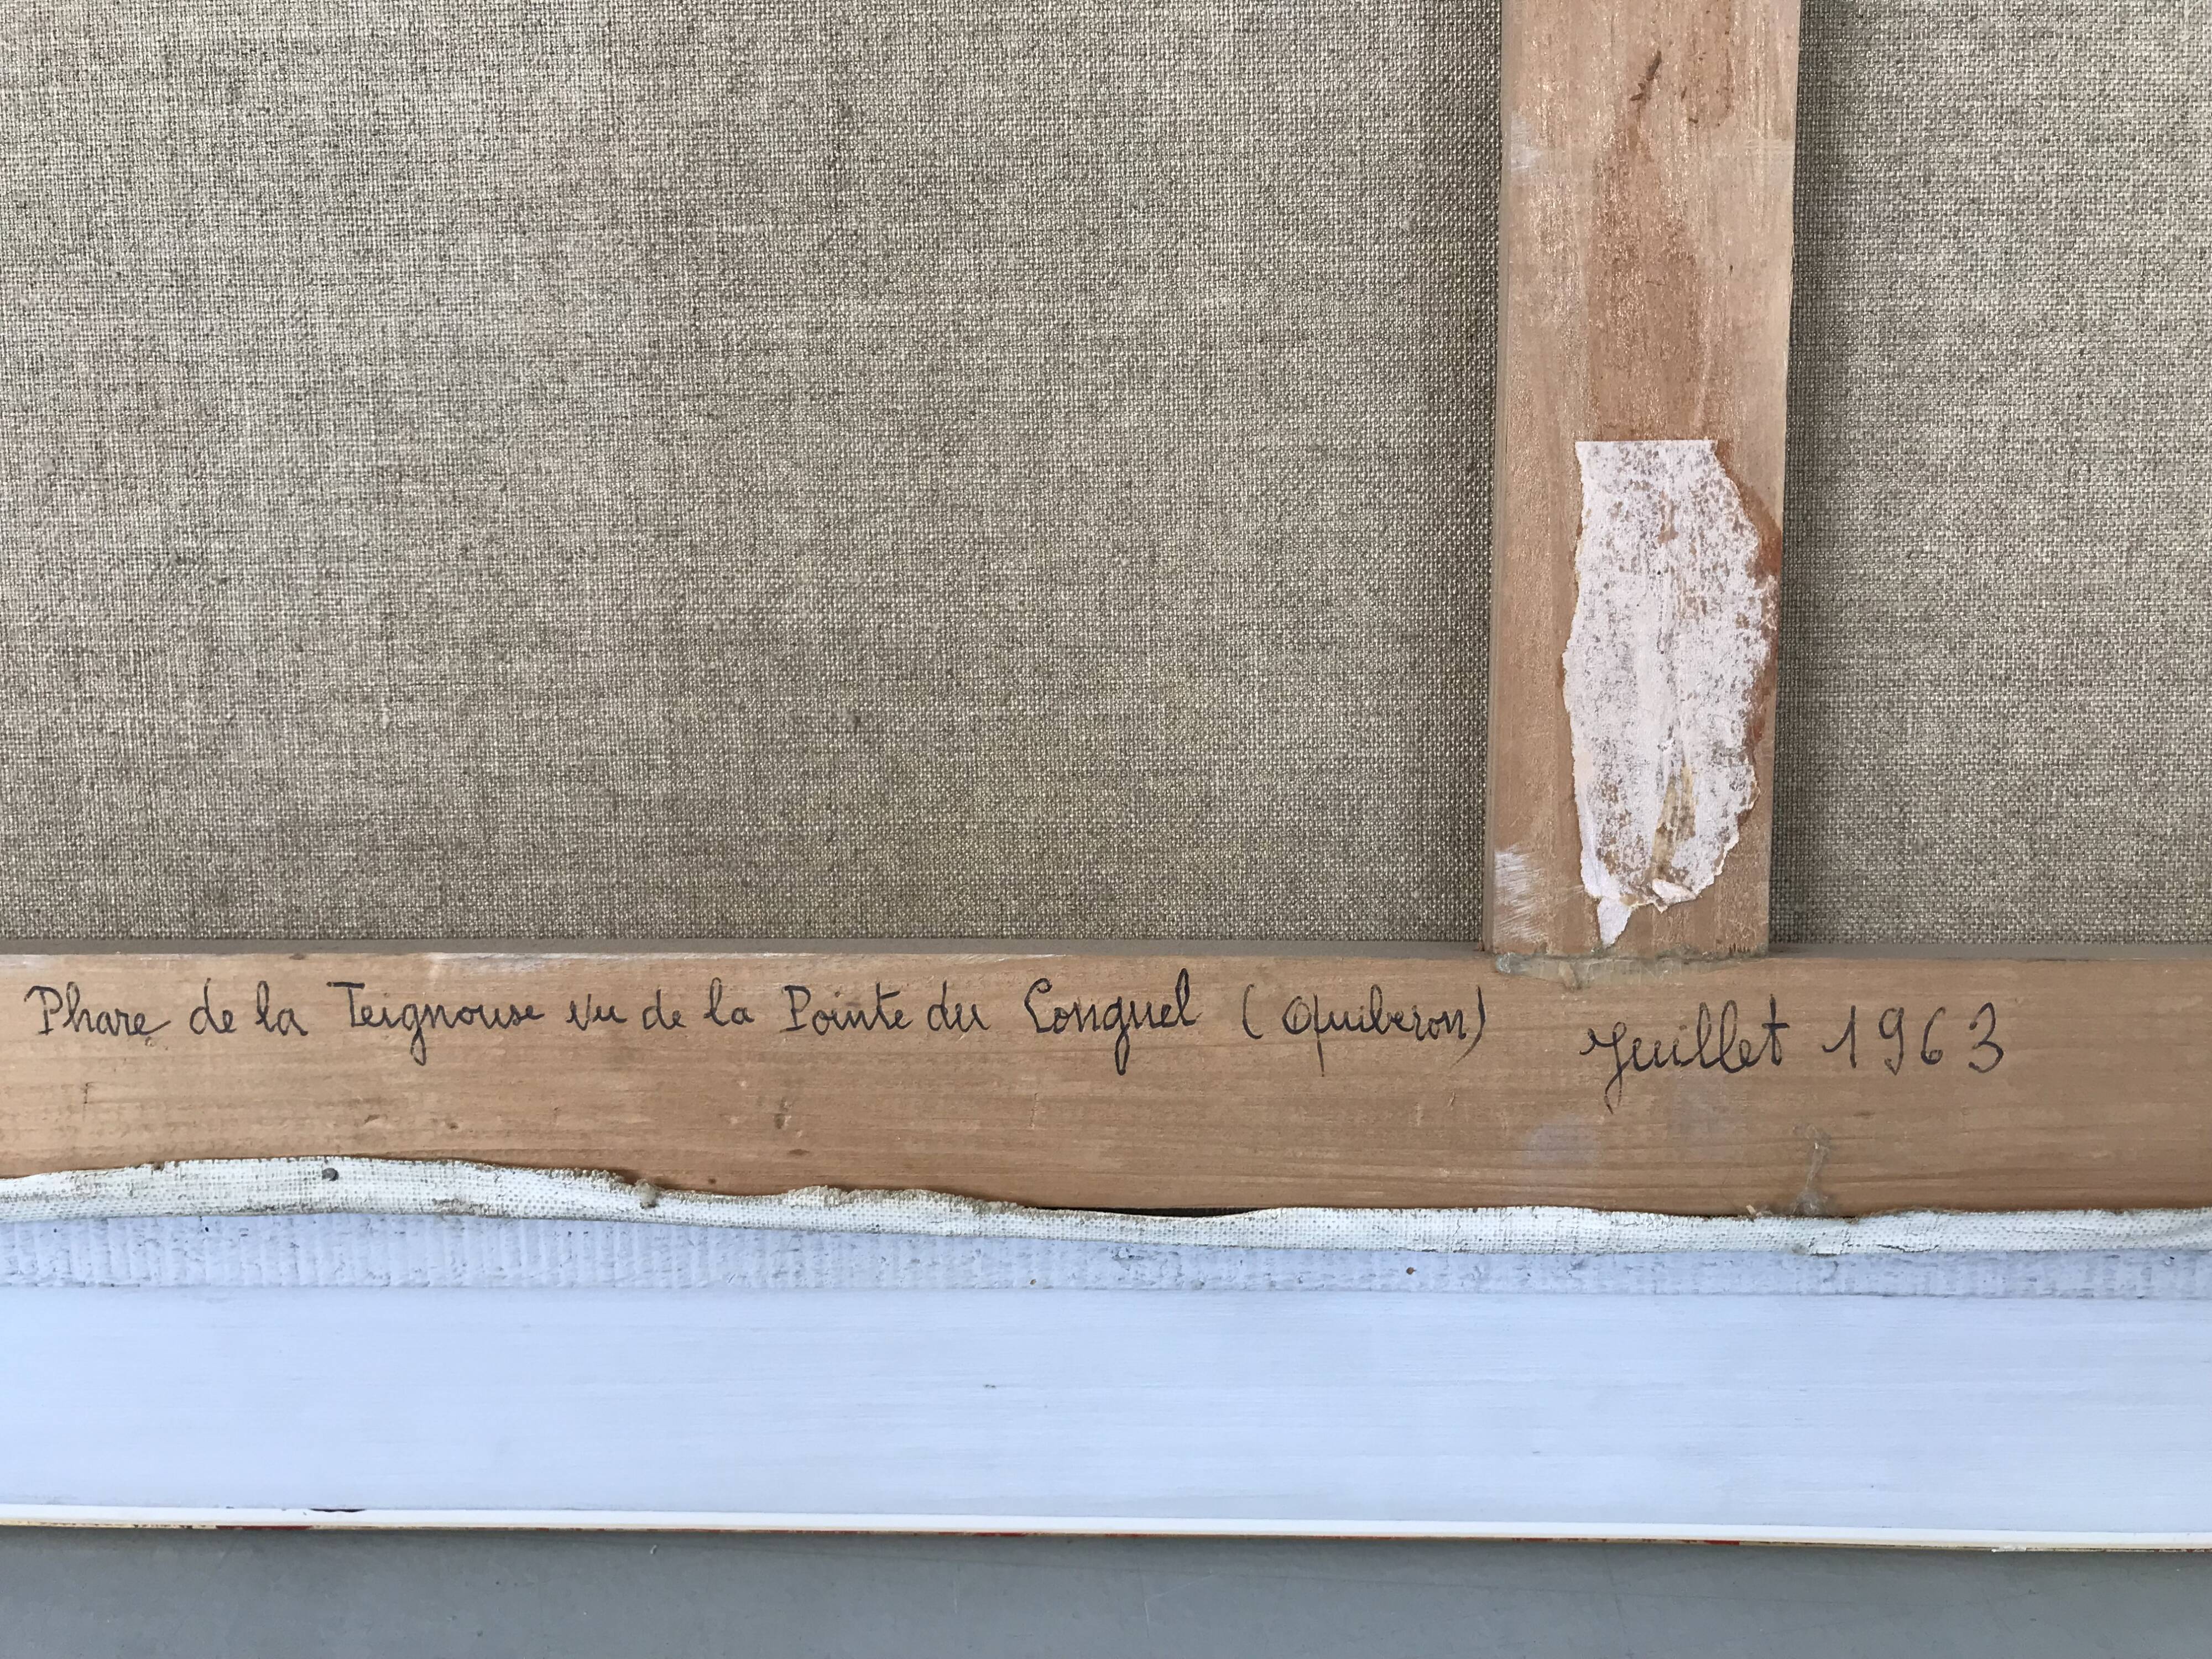 Phare de la Teignouse vu de la Pointe du Conguel (Quiberon) Juillet 1963